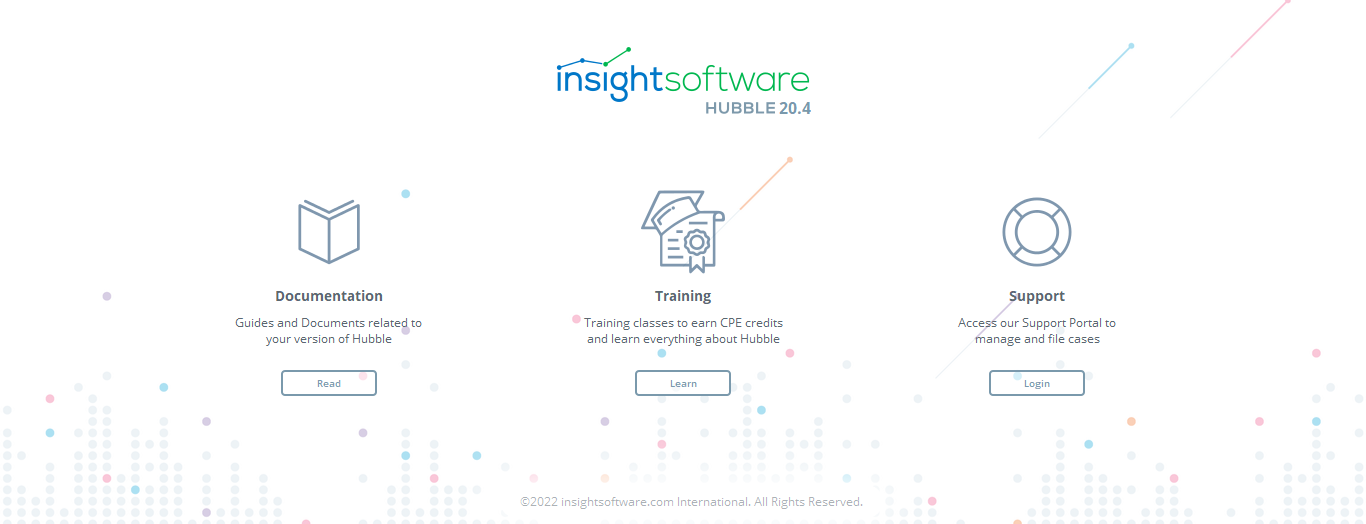 insightsoftware
HUBBLE 20.4
Documentation
Guides and Documents related to
your version of Hubble
Read
Training
Training classes to earn CPE credits
and learn everything about Hubble
Learn
Support
Access our Support Portal to
manage and file cases
Login
©2022 insightsoftware.com International. All Rights Reserved.